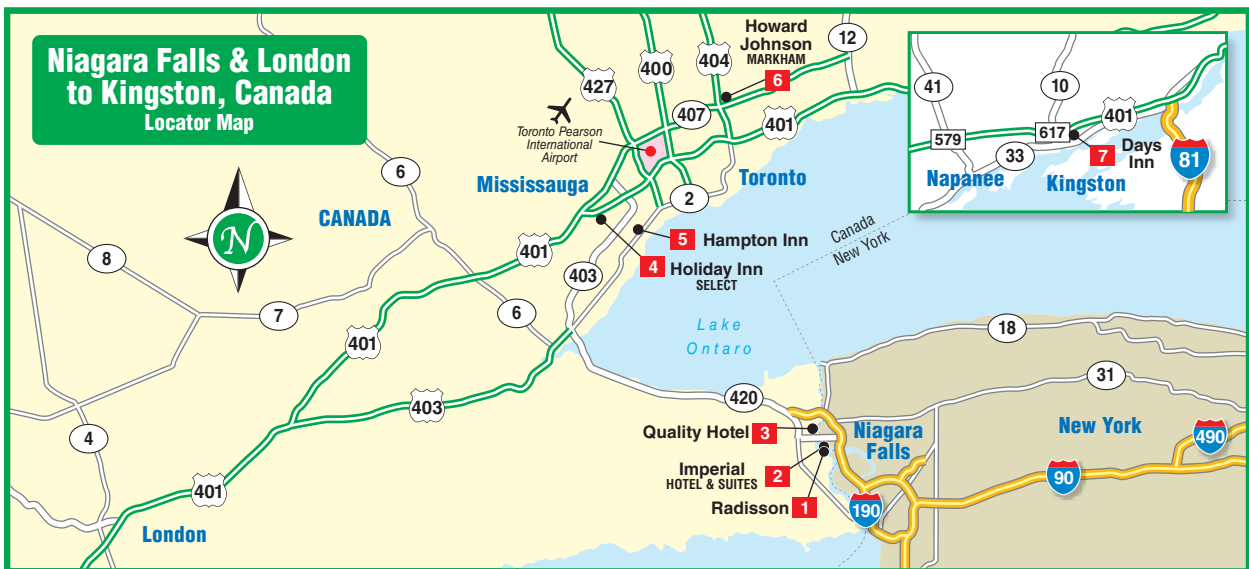 Niagara Falls & London
to Kingston, Canada
Locator Map
Howard
Johnson
MARKHAM
6
12
404
400
427
407
401
Toronto Pearson
International
Airport
Mississauga
Toronto
2
6
CANADA
N
8
7
401
403
5 Hampton Inn
4 Holiday Inn
SELECT
6
Canada
New York
Lake
Ontaro
401
403
4
401
London
420
Quality Hotel 3
Imperial
HOTEL & SUITES
2
Radisson 1
Niagara
Falls
190
18
31
New York
490
90
41
10
401
579
617
33
7 Days
Inn
81
Napanee
Kingston